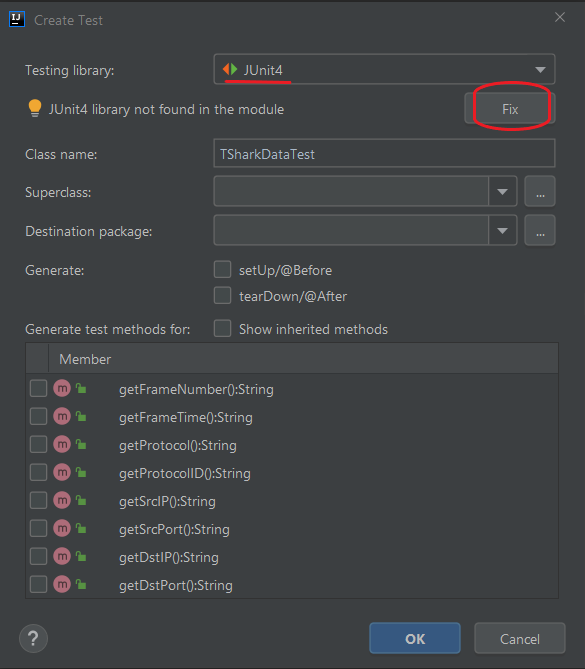 IJ Create Test
Testing library: JUnit4
JUnit4 library not found in the module Fix
Class name: TSharkDataTest
Superclass: ...
Destination package: ...
Generate: setUp/@Before
tearDown/@After
Generate test methods for: Show inherited methods
Member
m getFrameNumber():String
m getFrameTime():String
m getProtocol():String
m getProtocolID():String
m getSrcIP():String
m getSrcPort():String
m getDstIP():String
m getDstPort():String
? OK Cancel